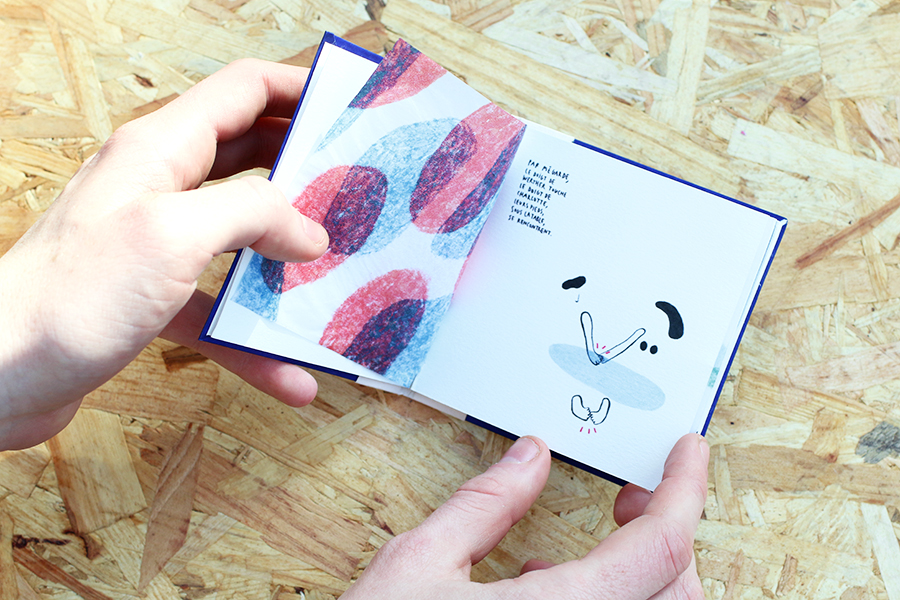 PAR MÉGARDE,
LE DOIGT DE
WERTHER TOUCHE
LE DOIGT DE
CHARLOTTE,
LEURS PIEDS,
SOUS LA TABLE,
SE RENCONTRENT.